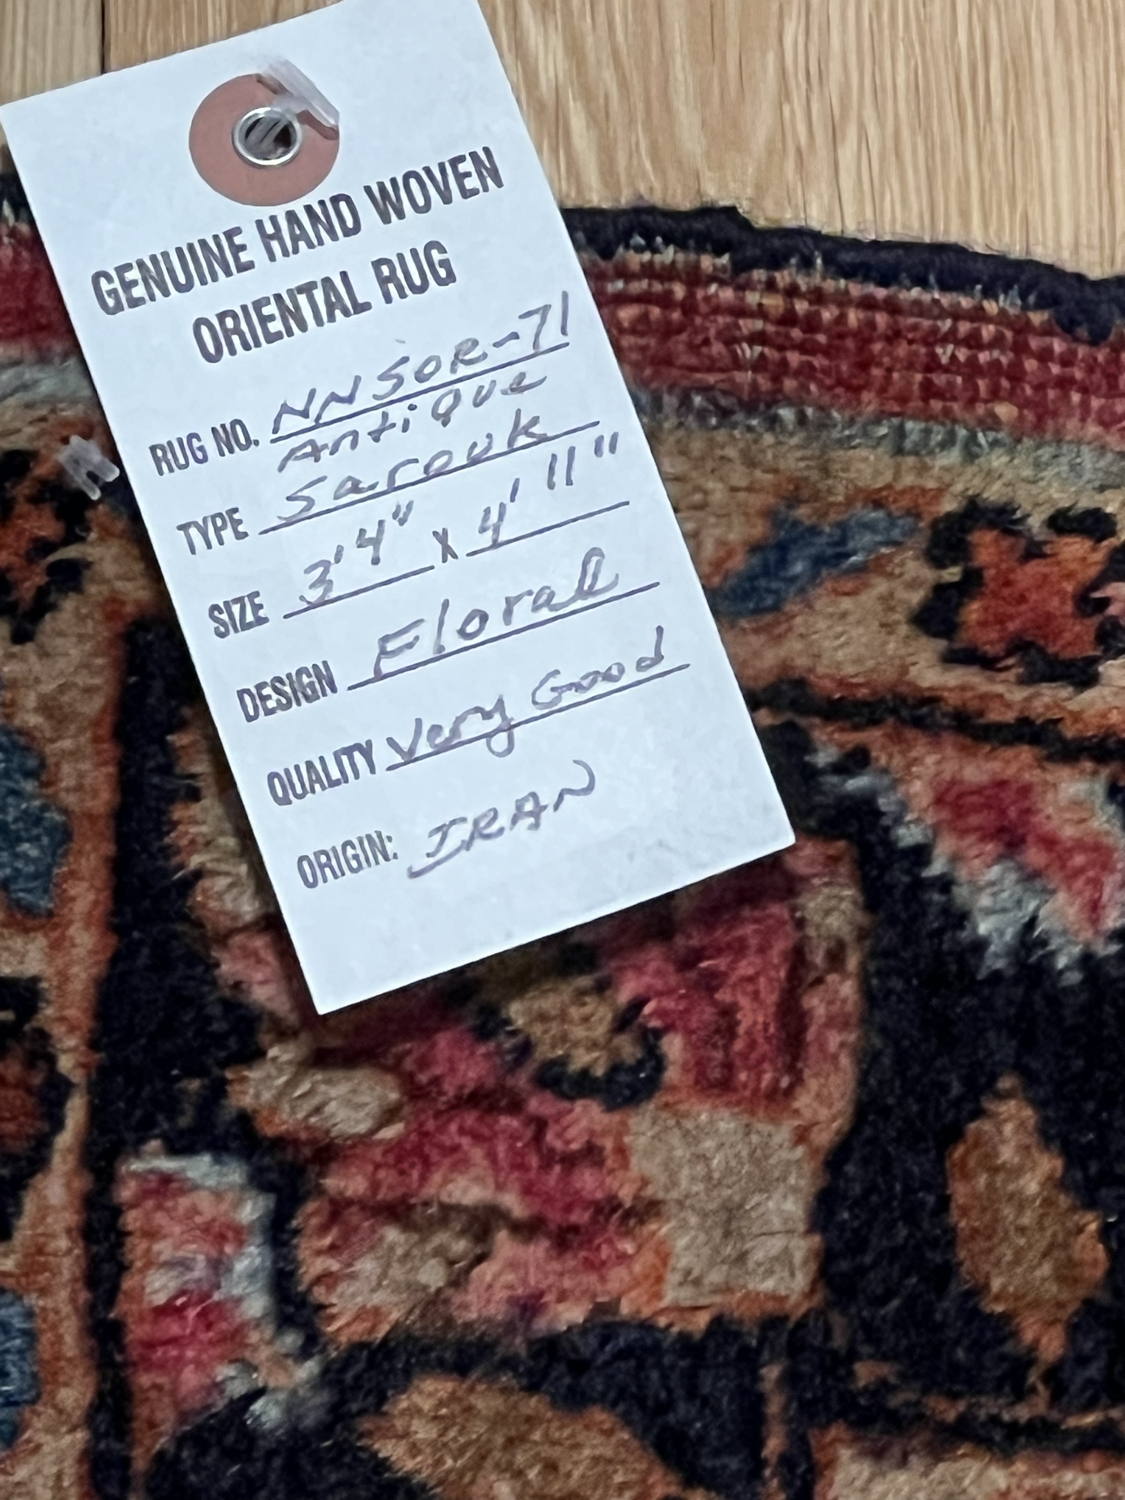 GENUINE HAND WOVEN
ORIENTAL RUG
RUG NO. NNSOR-71
Antique
TYPE Sarouk
SIZE 3'4" X 4' 11"
DESIGN Floral
QUALITY Very Good
ORIGIN: IRAN